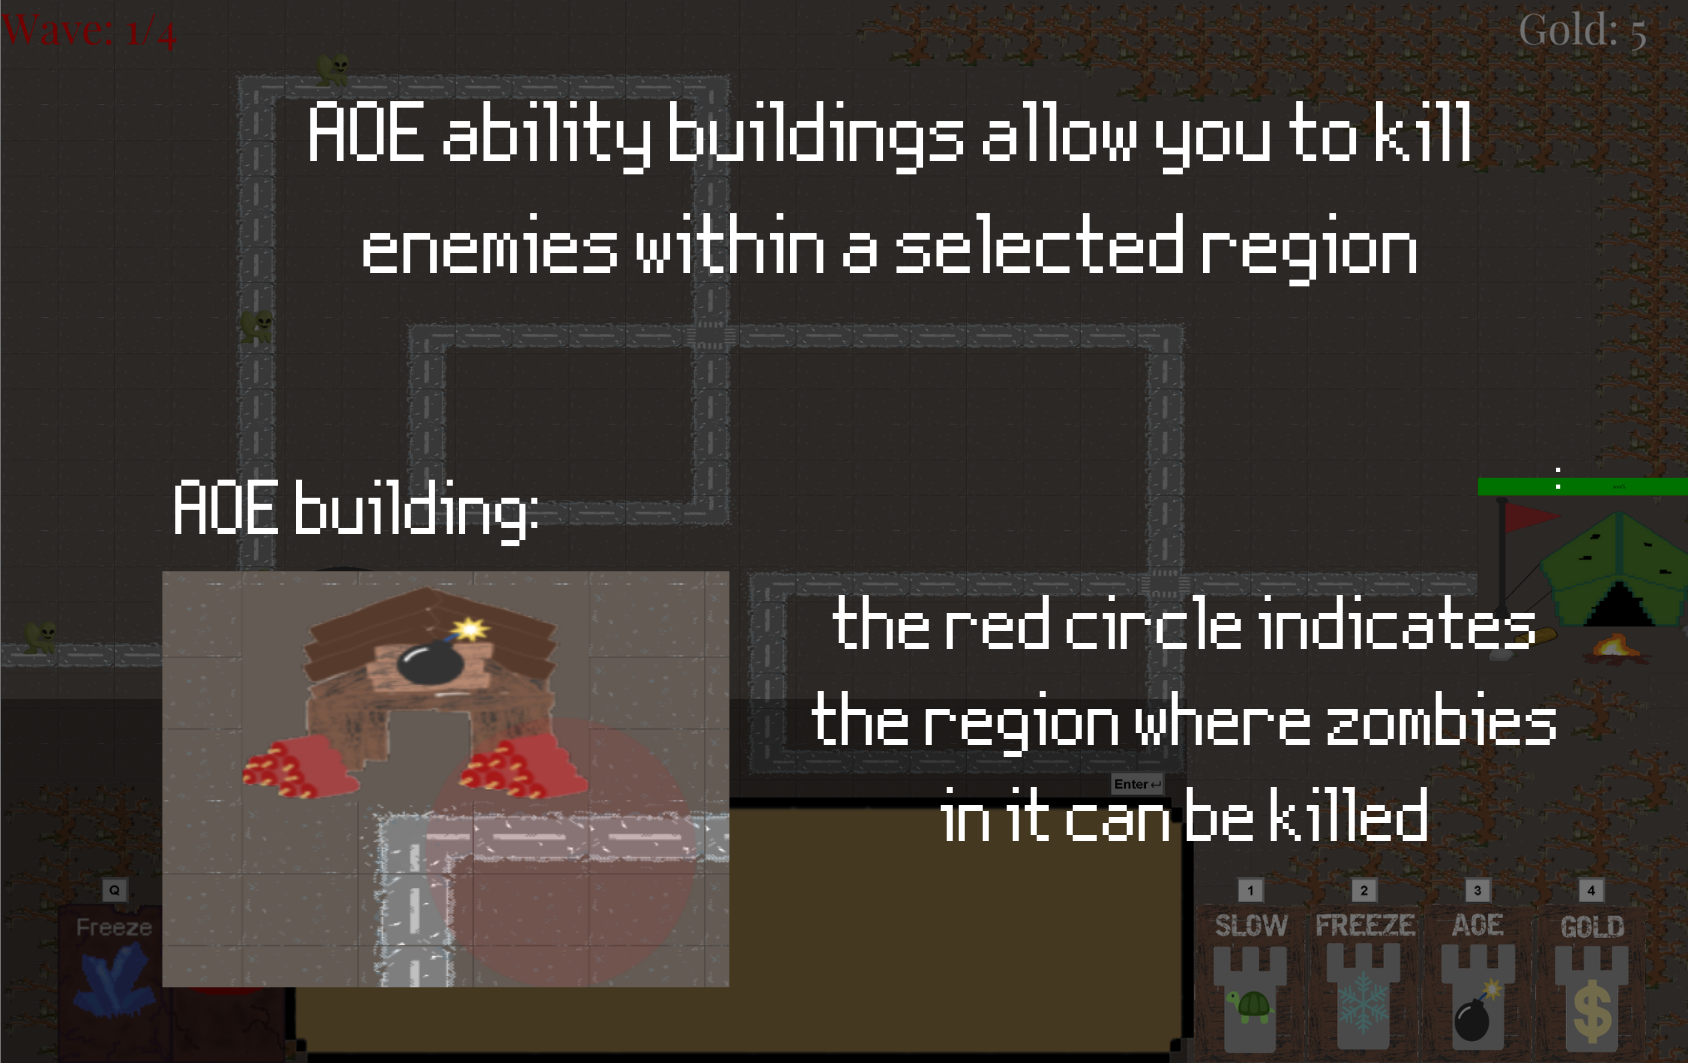 Wave: 1/4
Gold: 5
AOE ability buildings allow you to kill
enemies within a selected region
AOE building:
:
the red circle indicates
the region where zombies
in it can be killed
Enter↵
Q
Freeze
1
2
3
4
SLOW
FREEZE
AOE
GOLD
$